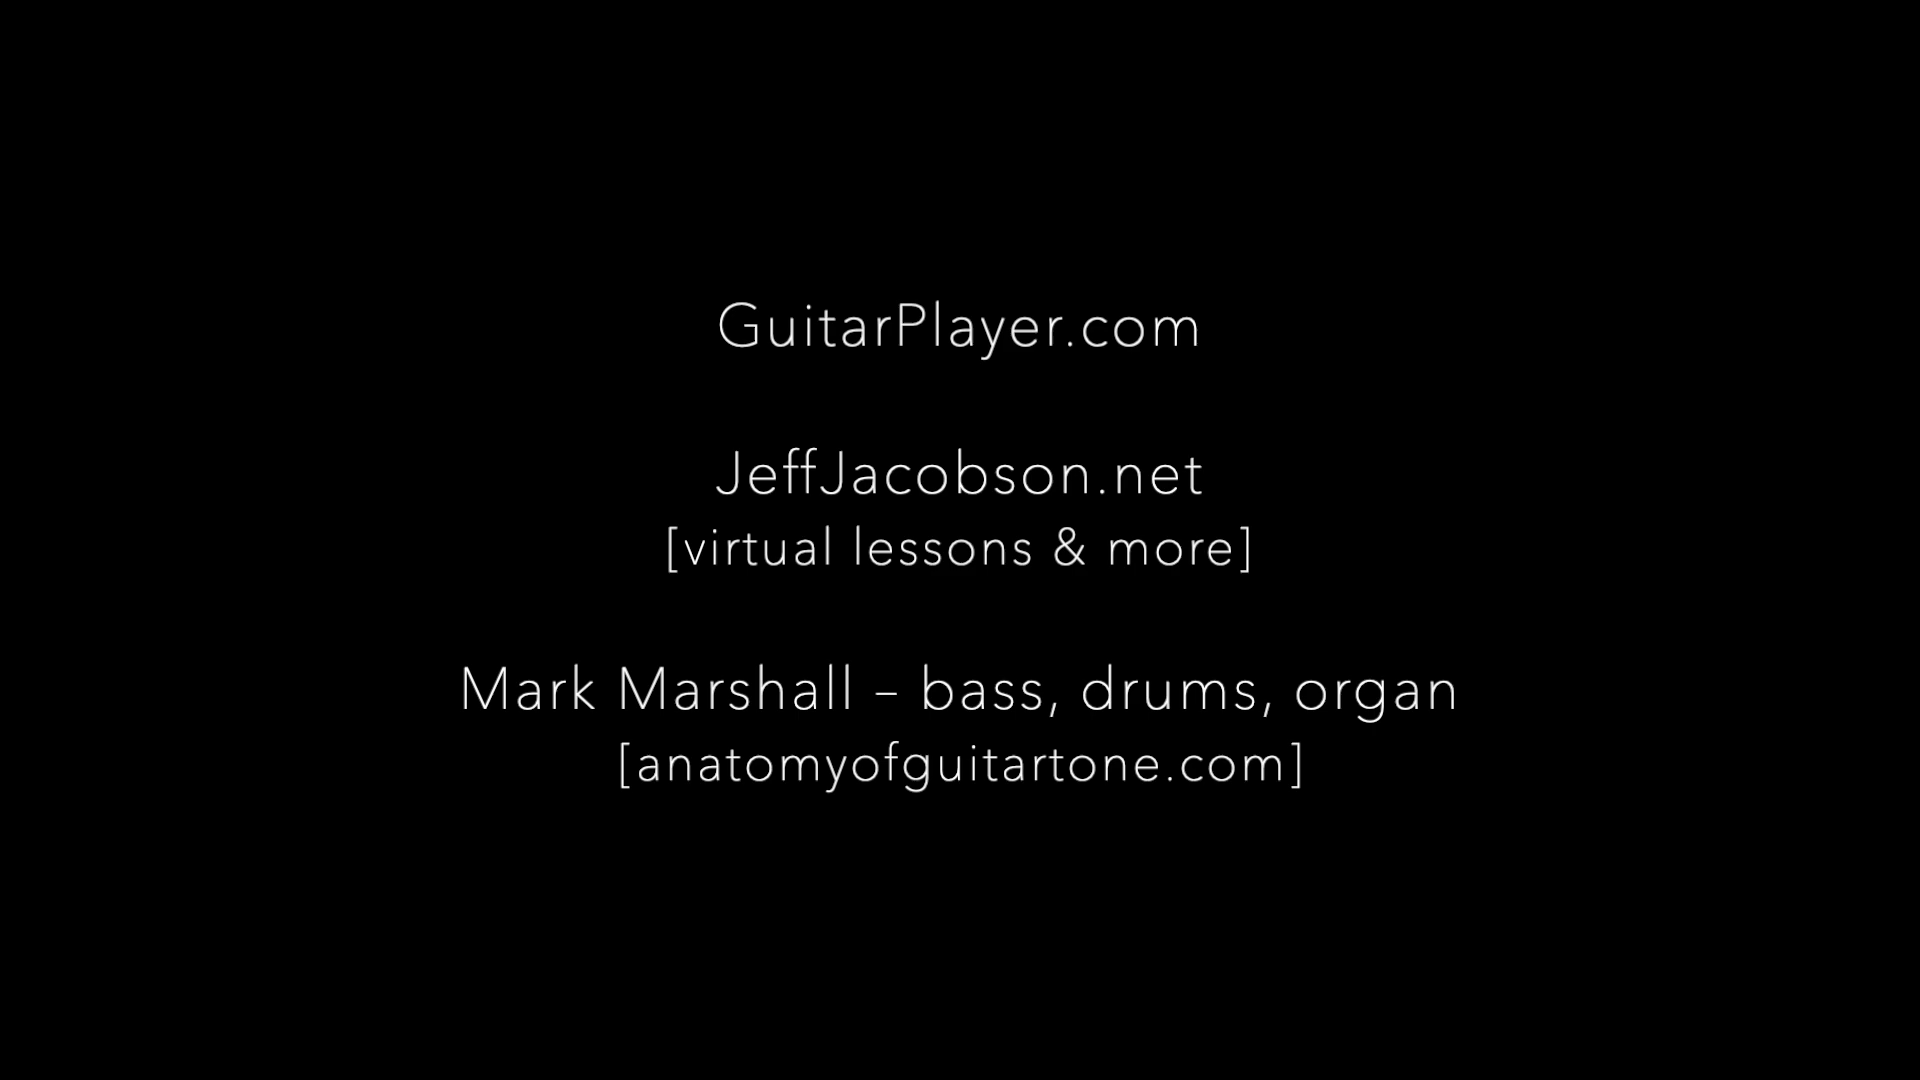 GuitarPlayer.com
JeffJacobson.net
[virtual lessons & more]
Mark Marshall – bass, drums, organ
[anatomyofguitartone.com]